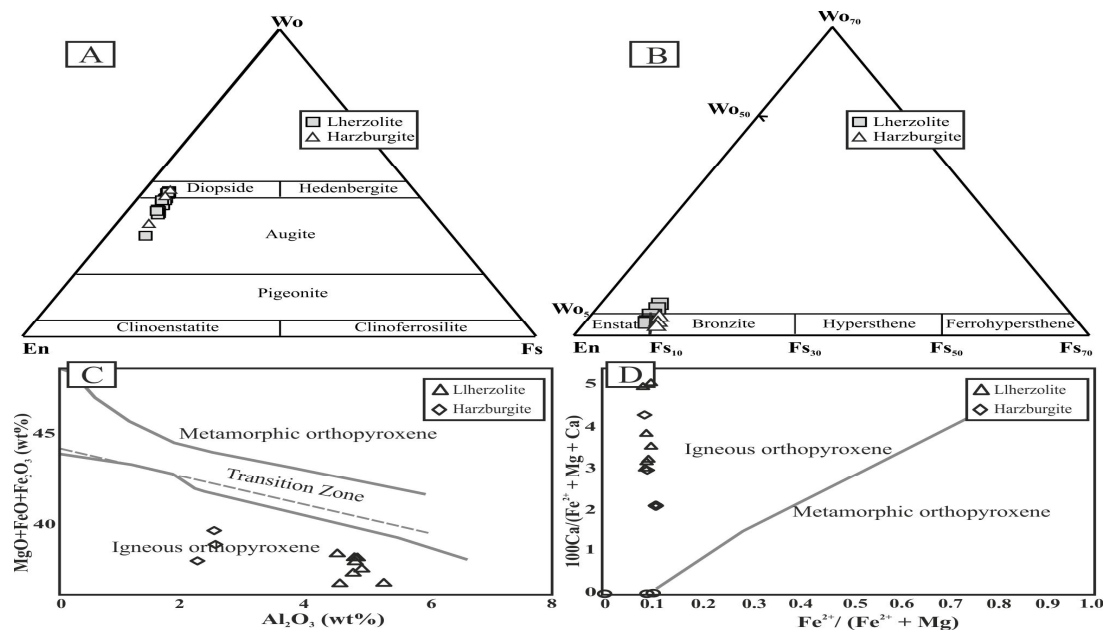 Wo
A
Lherzolite
Harzburgite
Diopside
Hedenbergite
Augite
Pigeonite
Clinoenstatite
Clinoferrosilite
En
Fs
Wo₇₀
B
Wo₅₀
Lherzolite
Harzburgite
Wo₅
Enstat
Bronzite
Hypersthene
Ferrohypersthene
En
Fs₁₀
Fs₃₀
Fs₅₀
Fs₇₀
C
Llherzolite
Harzburgite
Metamorphic orthopyroxene
Transition Zone
Igneous orthopyroxene
MgO+FeO+Fe₂O₃ (wt%)
45
40
0
2
4
6
8
Al₂O₃ (wt%)
D
Llherzolite
Harzburgite
Igneous orthopyroxene
Metamorphic orthopyroxene
100Ca/(Fe²⁺ + Mg + Ca)
5
4
3
2
1
0
0
0.1
0.2
0.3
0.4
0.5
0.6
0.7
0.8
0.9
1.0
Fe²⁺/ (Fe²⁺ + Mg)